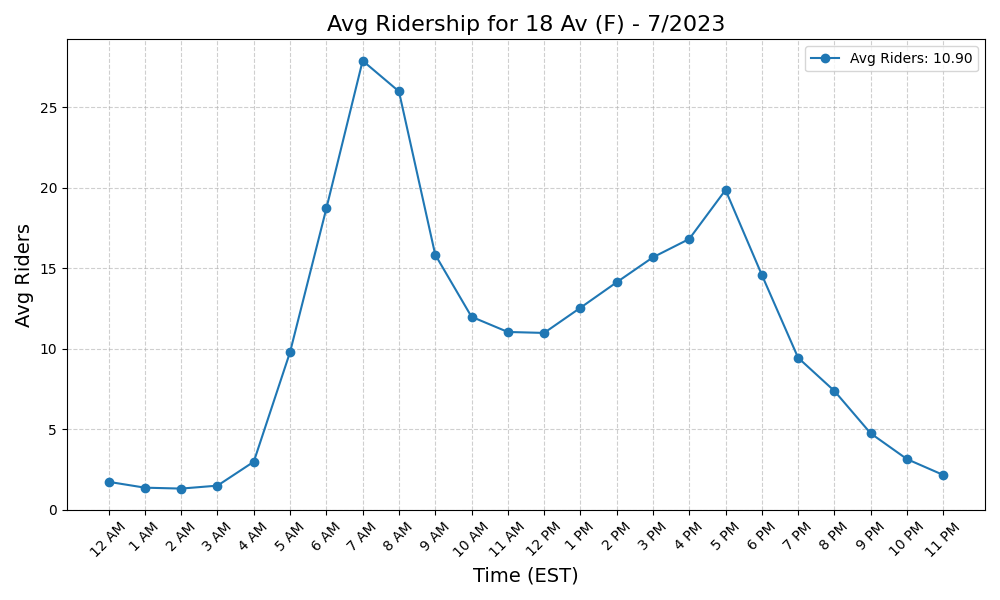 Avg Ridership for 18 Av (F) - 7/2023
Avg Riders: 10.90
Avg Riders
25
20
15
10
5
0
12 AM
1 AM
2 AM
3 AM
4 AM
5 AM
6 AM
7 AM
8 AM
9 AM
10 AM
11 AM
12 PM
1 PM
2 PM
3 PM
4 PM
5 PM
6 PM
7 PM
8 PM
9 PM
10 PM
11 PM
Time (EST)